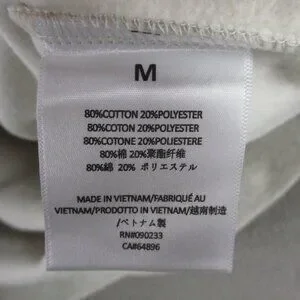 M
80%COTTON 20%POLYESTER
80%COTTON 20%POLYESTER
80%COTONE 20%POLIESTERE
80%棉 20%聚酯纤维
80%綿 20% ポリエステル
MADE IN VIETNAM/FABRIQUÉ AU
VIETNAM/PRODOTTO IN VIETNAM/越南制造
/ベトナム製
RN#090233
CA#64896